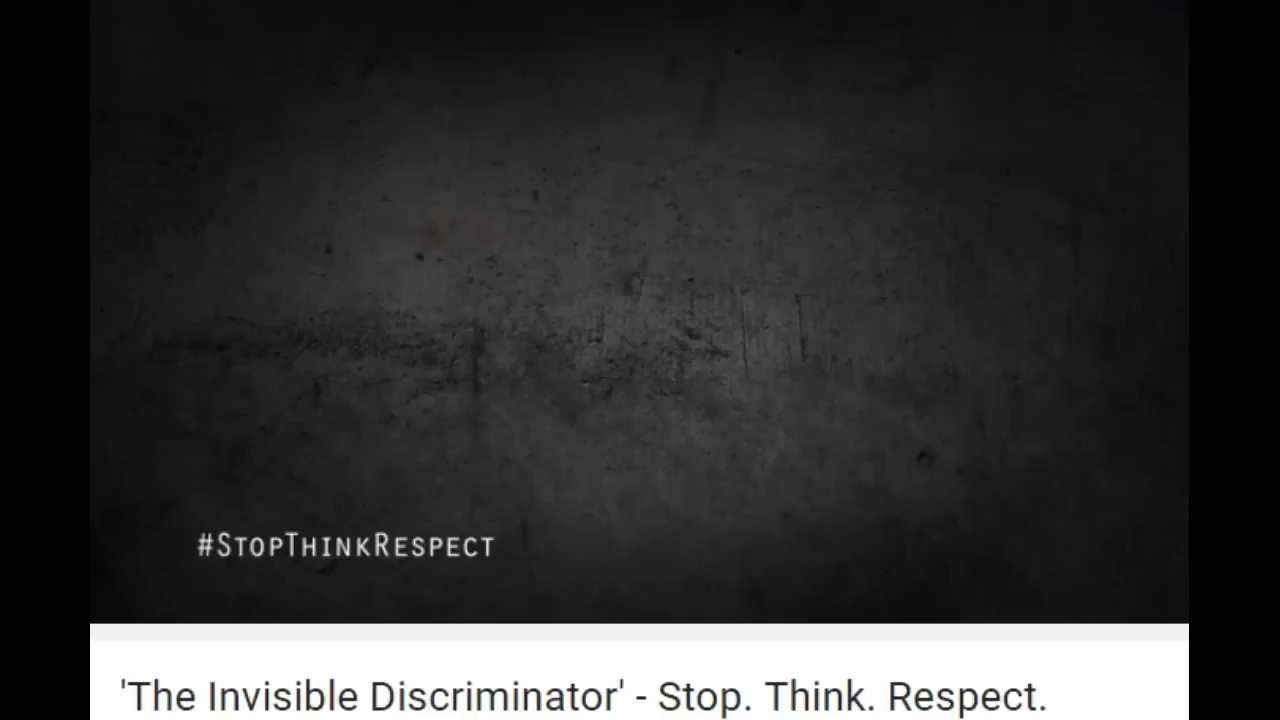 #StopThinkRespect
'The Invisible Discriminator' - Stop. Think. Respect.